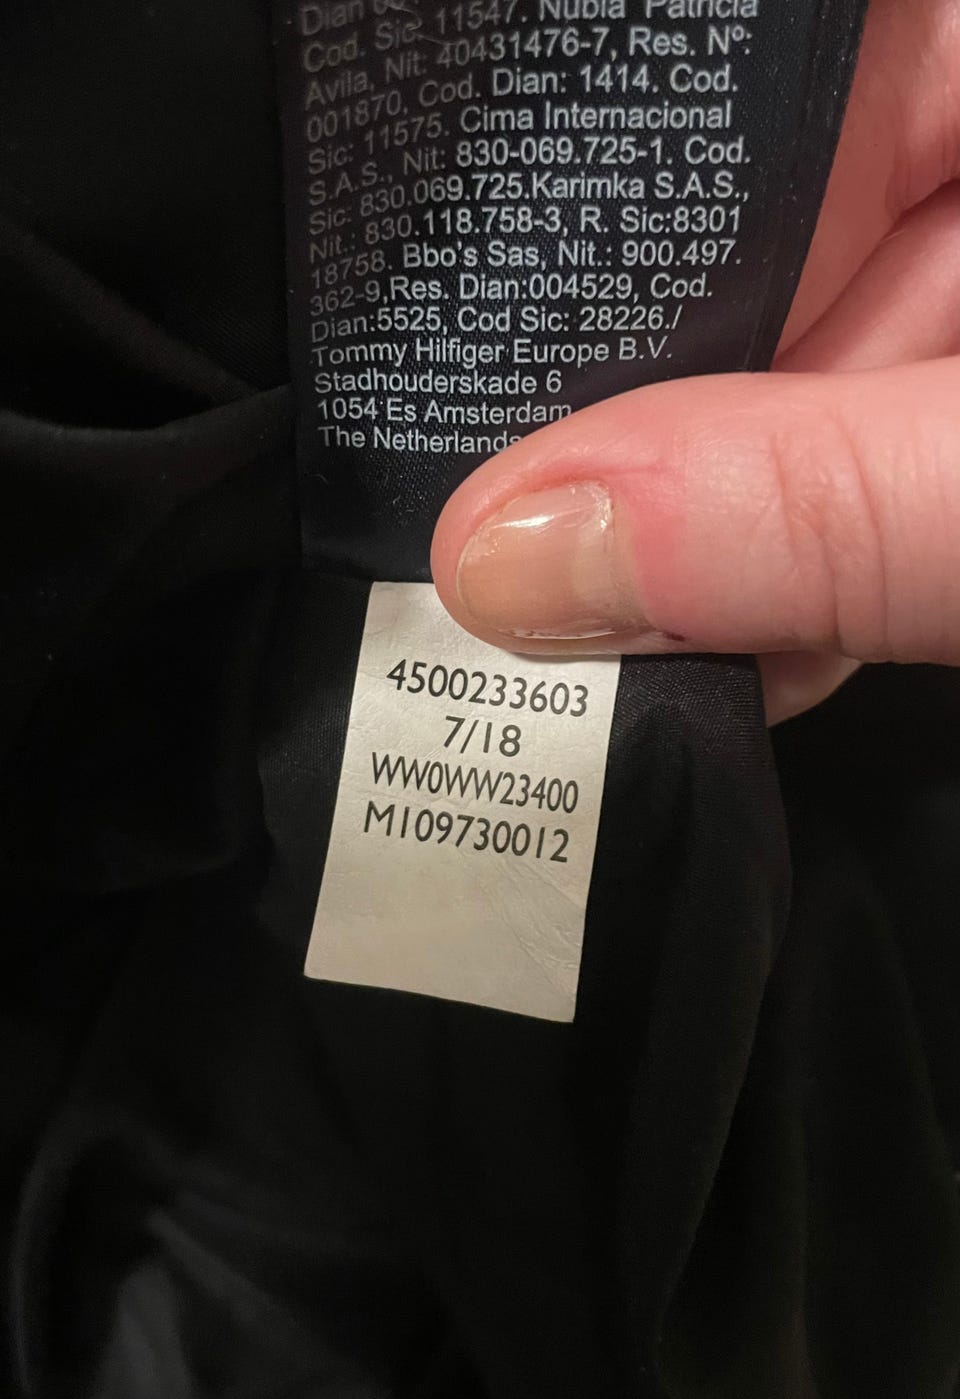 Dian
Cod. Sic 11547. Nubia Patricia
Avila, Nit: 40431476-7, Res. Nº:
001870, Cod. Dian: 1414. Cod.
Sic: 11575. Cima Internacional
S.A.S., Nit: 830-069.725-1. Cod.
Sic: 830.069.725.Karimka S.A.S.,
Nit.: 830.118.758-3, R. Sic:8301
18758. Bbo's Sas, Nit.: 900.497.
362-9,Res. Dian:004529, Cod.
Dian:5525, Cod Sic: 28226./
Tommy Hilfiger Europe B.V.
Stadhouderskade 6
1054 Es Amsterdam
The Netherlands
4500233603
7/18
WW0WW23400
M109730012